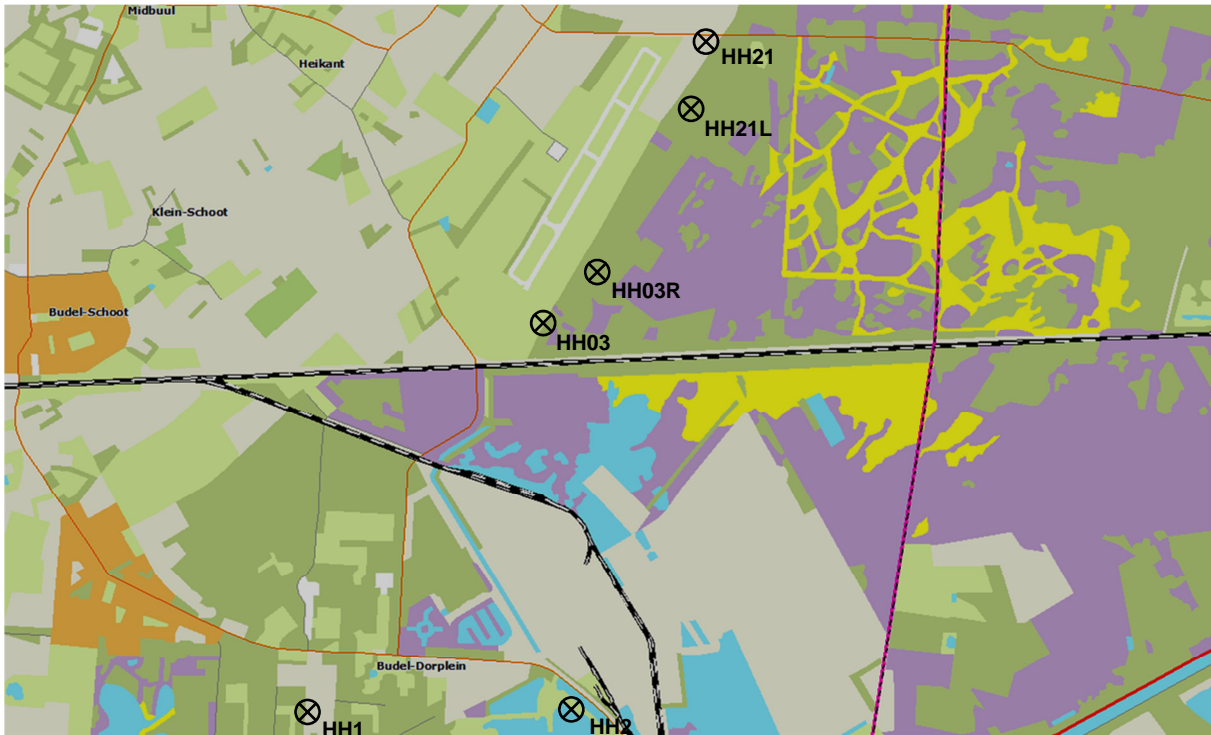 Midbuul
HH21
Heikant
HH21L
Klein-Schoot
HH03R
Budel-Schoot
HH03
Budel-Dorplein
HH1
HH2